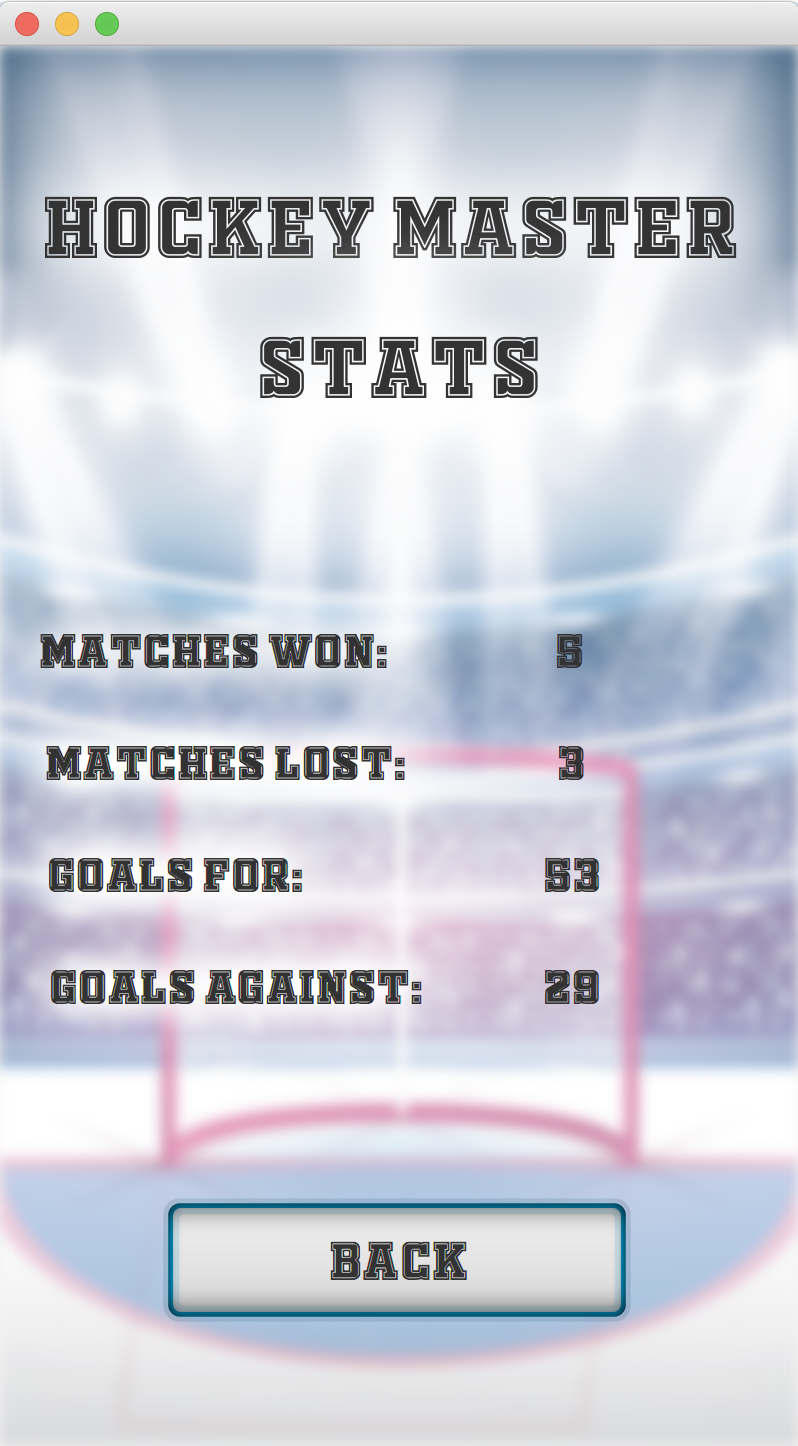 HOCKEY MASTER
STATS
MATCHES WON: 5
MATCHES LOST: 3
GOALS FOR: 53
GOALS AGAINST: 29
BACK